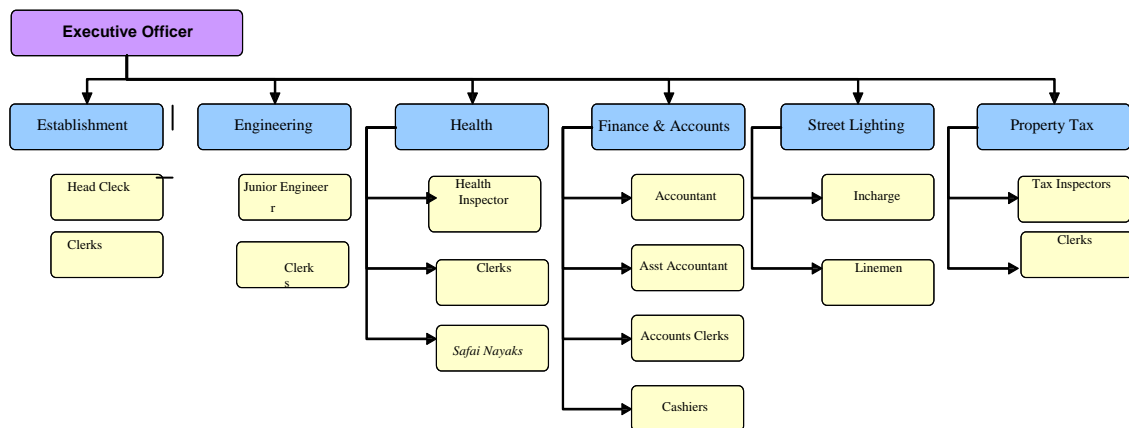 Executive Officer
Establishment
Engineering
Health
Finance & Accounts
Street Lighting
Property Tax
Head Cleck
Clerks
Junior Engineer
r
Clerk
s
Health
Inspector
Clerks
Safai Nayaks
Accountant
Asst Accountant
Accounts Clerks
Cashiers
Incharge
Linemen
Tax Inspectors
Clerks